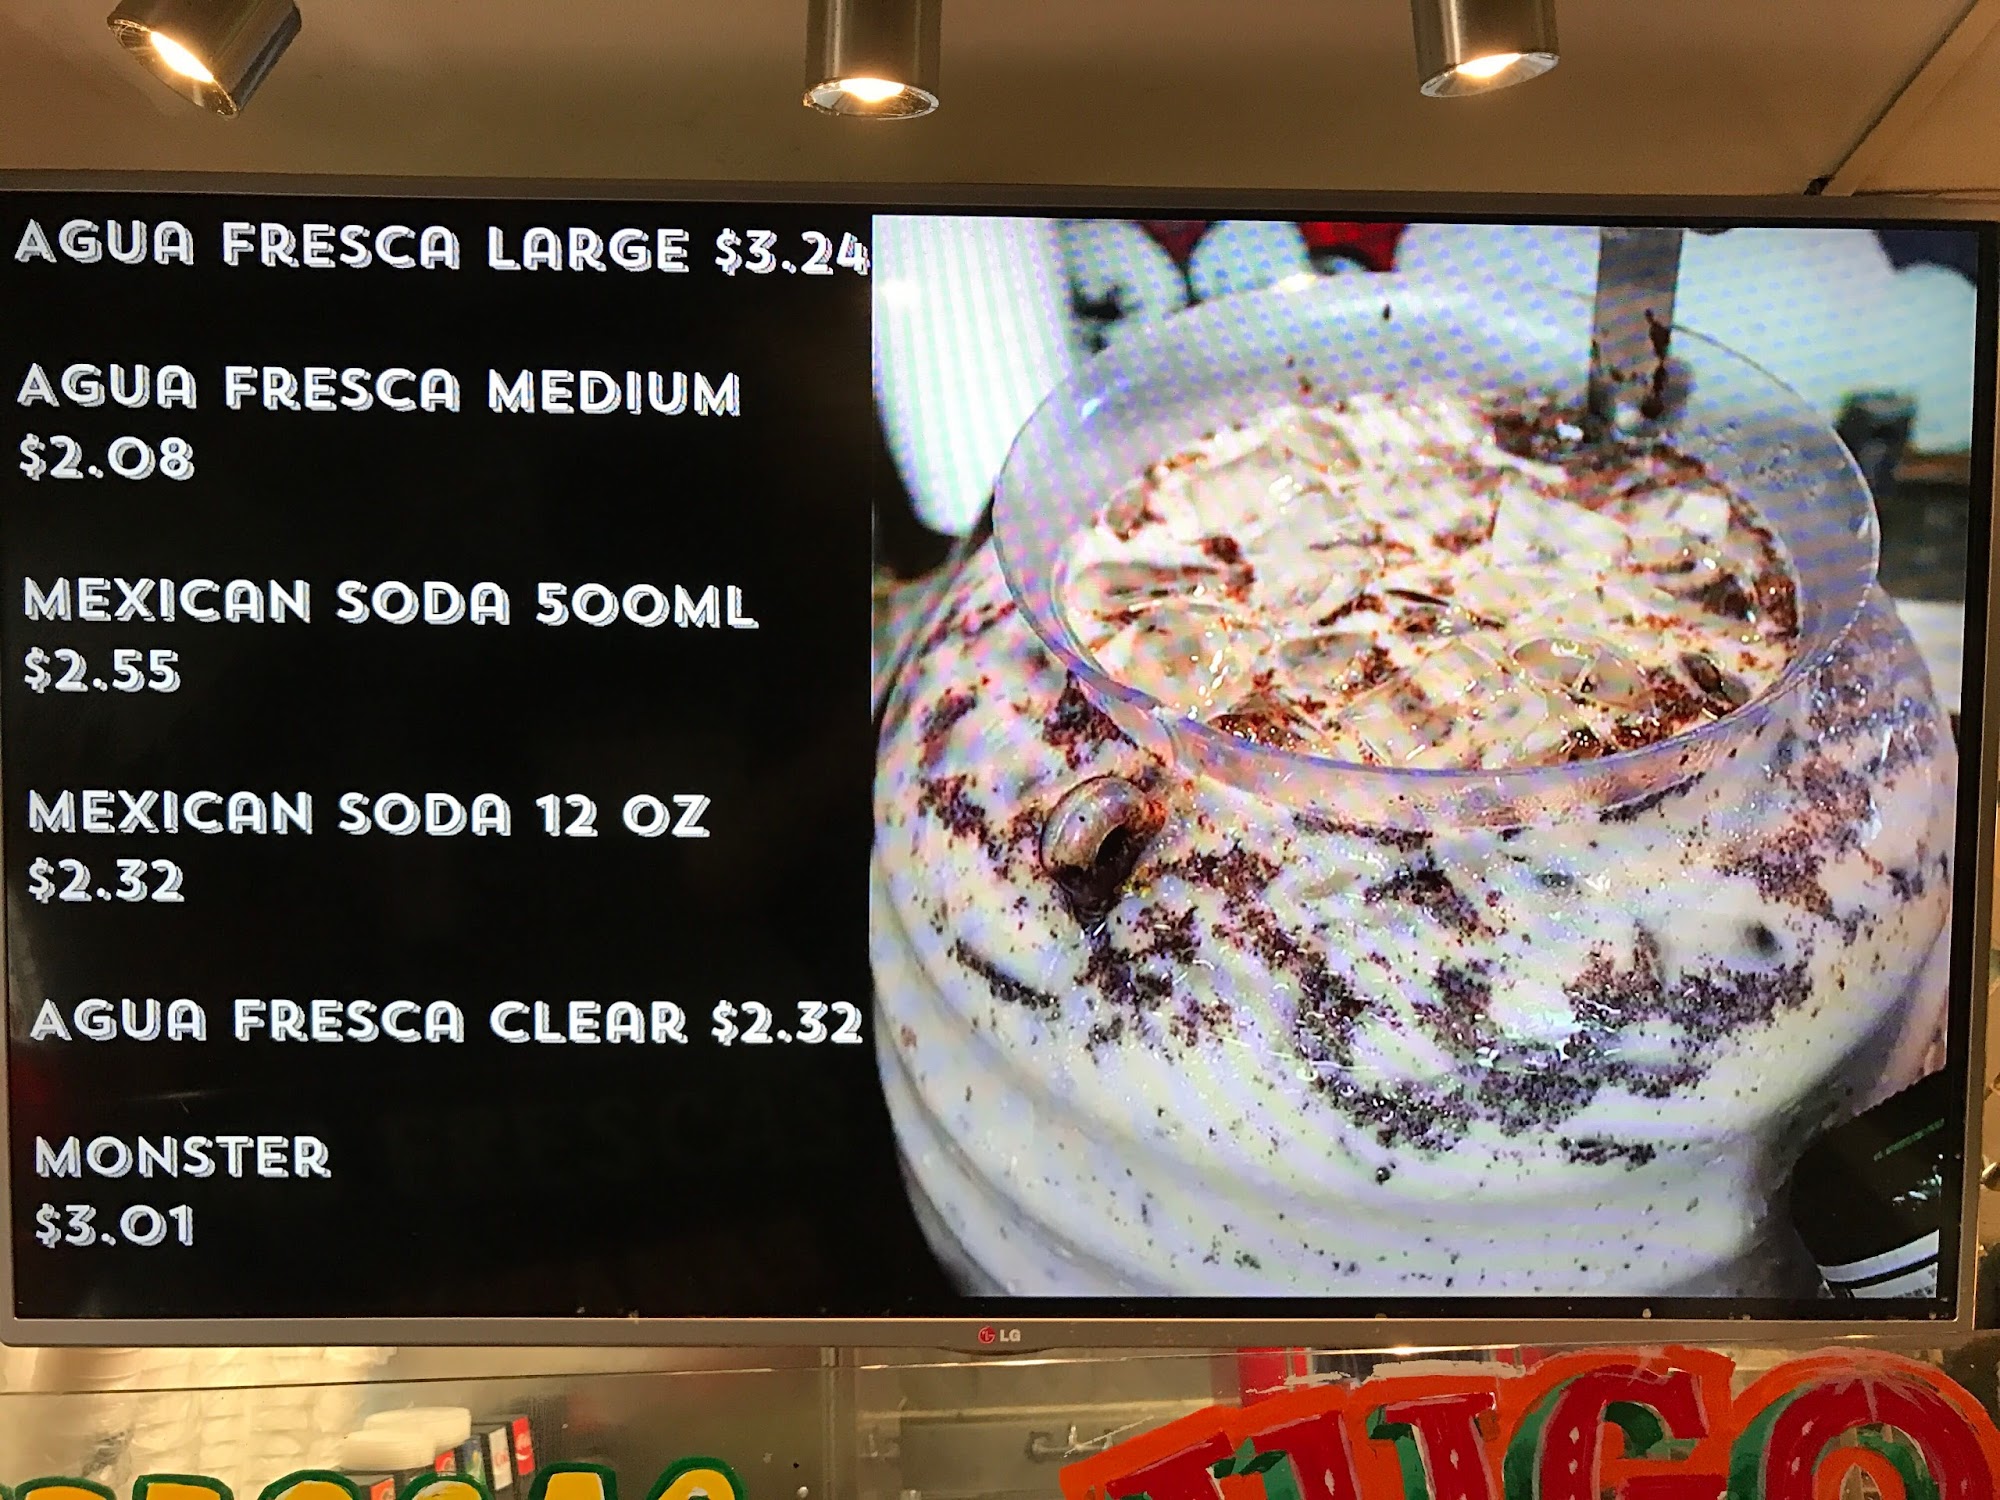 AGUA FRESCA LARGE $3.24
AGUA FRESCA MEDIUM
$2.08
MEXICAN SODA 500ML
$2.55
MEXICAN SODA 12 OZ
$2.32
AGUA FRESCA CLEAR $2.32
MONSTER
$3.01
LG